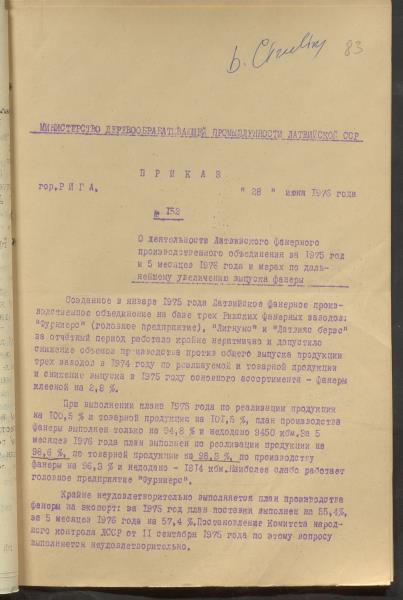 83
МИНИСТЕРСТВО ДЕРЕВООБРАБАТЫВАЮЩЕЙ ПРОМЫШЛЕННОСТИ ЛАТВИЙСКОЙ ССР
П Р И К А З
гор.Р И Г А.
" 28 " июня 1976 года
№ 152
О деятельности Латвийского фанерного
производственного объединения за 1975 год
и 5 месяцев 1976 года и мерах по даль-
нейшему увеличению выпуска фанеры
Созданное в январе 1975 года Латвийское фанерное произ-
водственное объединение на базе трех Рижских фанерных заводов:
"Фурниерс" (головное предприятие), "Лигнумс" и "Латвияс берзс"
за отчётный период работало крайне неритмично и допустило
снижение объемов производства против общего выпуска продукции
трех заводов в 1974 году по реализуемой и товарной продукции
и снижение выпуска в 1975 году основного ассортимента - фанеры
клееной на 2,8 %.
При выполнении плана 1975 года по реализации продукции
на 100,5 % и товарной продукции на 101,5 %, план производства
фанеры выполнен только на 94,8 % и недодано 9450 кбм.За 5
месяцев 1976 года план выполнен по реализации продукции на
98,6 %, по товарной продукции на 98,3 %, по производству
фанеры на 96,3 % и недодано - 1814 кбм.Наиболее слабо работает
головное предприятие "Фурниерс".
Крайне неудовлетворительно выполняется план производства
фанеры на экспорт: за 1975 год план поставки выполнен на 85,4%,
за 5 месяцев 1976 года на 57,4 %.Постановление Комитета народ-
ного контроля ЛССР от 11 сентября 1975 года по этому вопросу
выполняется неудовлетворительно.